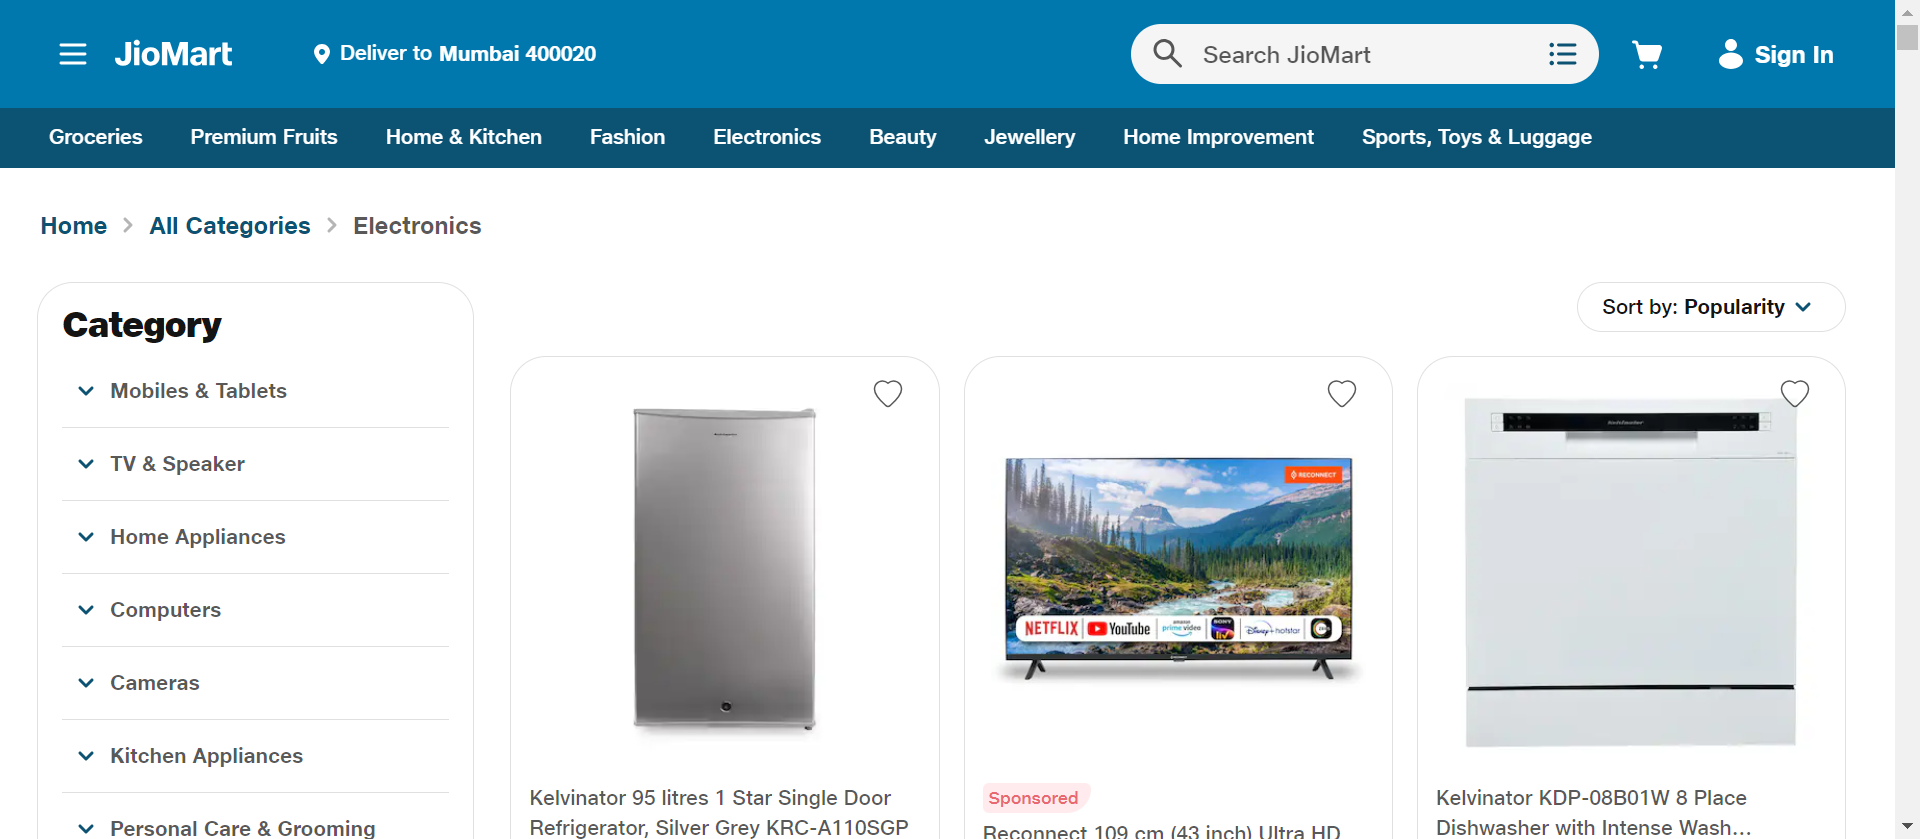 JioMart
Deliver to Mumbai 400020
Search JioMart
Sign In
Groceries
Premium Fruits
Home & Kitchen
Fashion
Electronics
Beauty
Jewellery
Home Improvement
Sports, Toys & Luggage
Home
All Categories
Electronics
Category
Mobiles & Tablets
TV & Speaker
Home Appliances
Computers
Cameras
Kitchen Appliances
Personal Care & Grooming
Sort by: Popularity
Kelvinator 95 litres 1 Star Single Door
Refrigerator, Silver Grey KRC-A110SGP
RECONNECT
NETFLIX
YouTube
amazon
prime video
SONY
liv
Disney+ hotstar
Sponsored
Reconnect 109 cm (43 inch) Ultra HD
Kelvinator KDP-08B01W 8 Place
Dishwasher with Intense Wash...